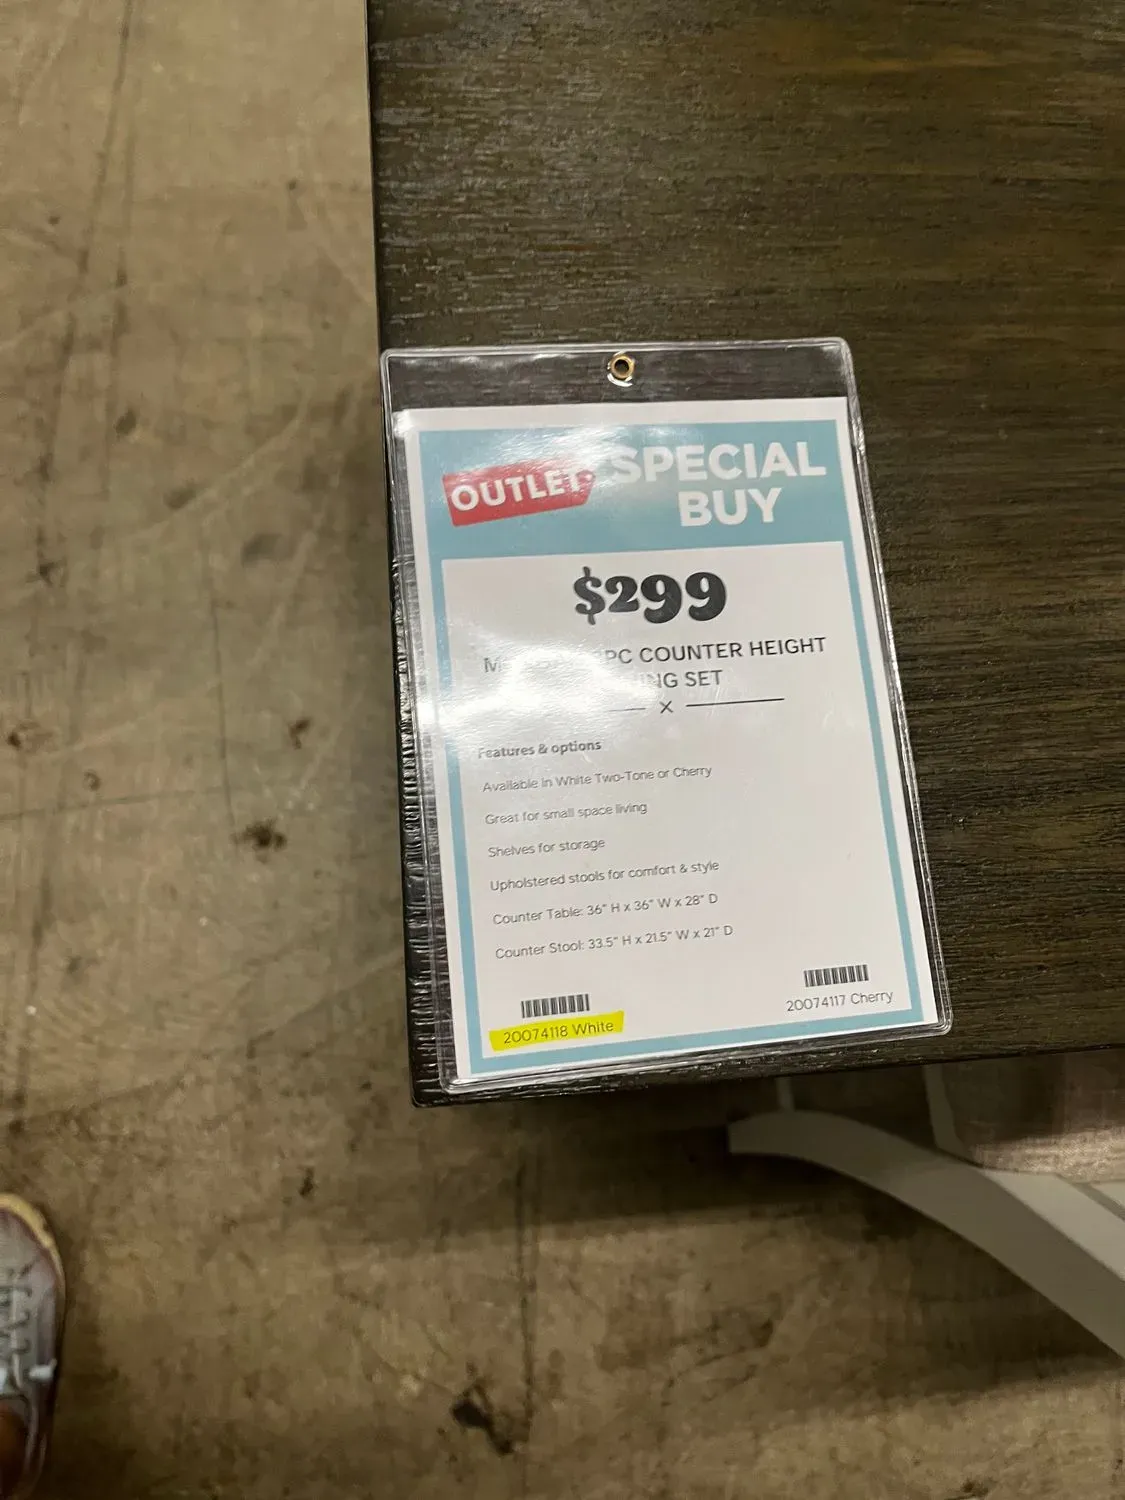 OUTLET SPECIAL
BUY
$299
COUNTER HEIGHT
SET
Features & options
Available in White Two-Tone or Cherry
Great for small space living
Shelves for storage
Upholstered stools for comfort & style
Counter Table: 36" H x 36" W x 28" D
Counter Stool: 33.5" H x 21.5" W x 21" D
20074118 White
20074117 Cherry